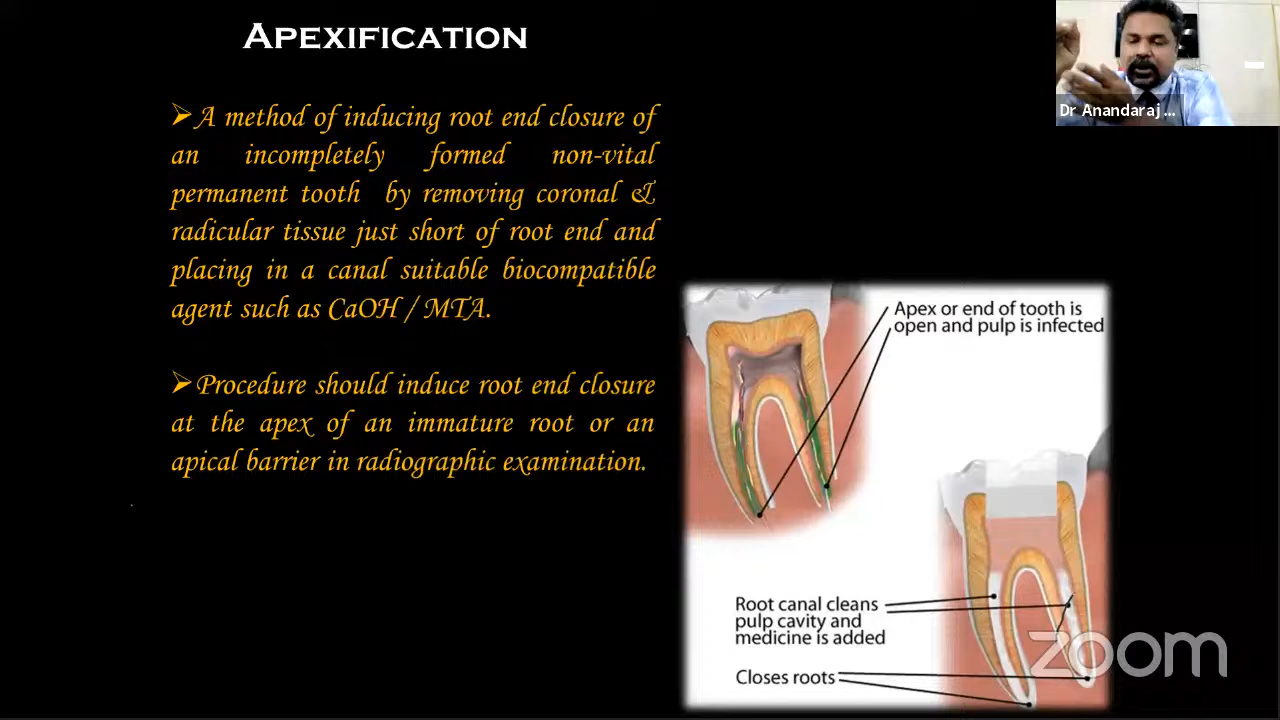 Apexification
Dr Anandaraj ...
➤A method of inducing root end closure of
an incompletely formed non-vital
permanent tooth by removing coronal &
radicular tissue just short of root end and
placing in a canal suitable biocompatible
agent such as CaOH / MTA.
➤Procedure should induce root end closure
at the apex of an immature root or an
apical barrier in radiographic examination.
Apex or end of tooth is
open and pulp is infected
Root canal cleans
pulp cavity and
medicine is added
Closes roots
zoom